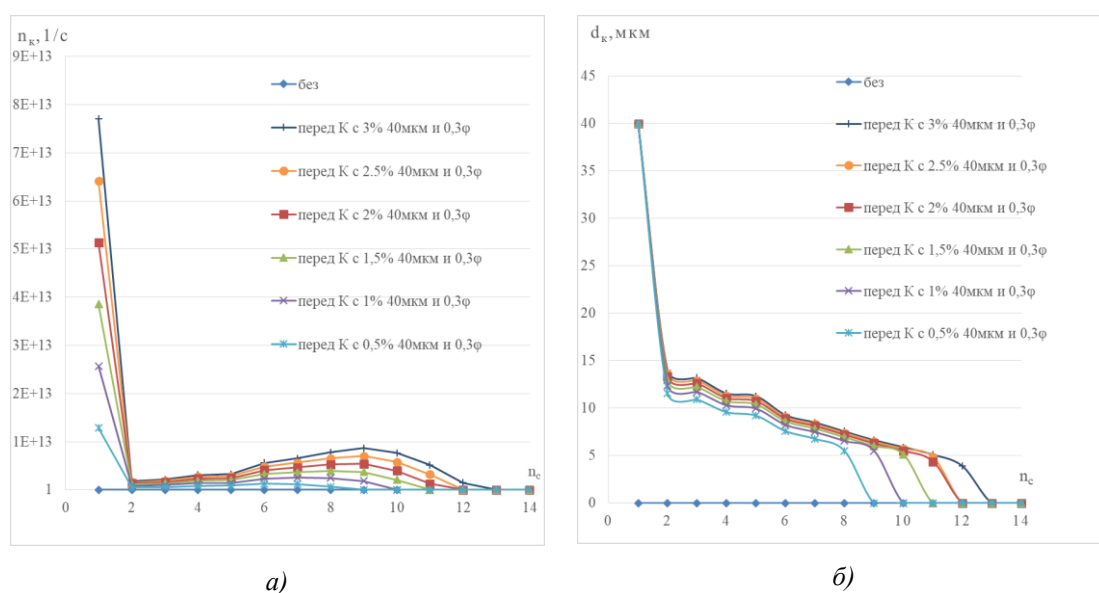 nк, 1/с
9E+13
8E+13
7E+13
6E+13
5E+13
4E+13
3E+13
2E+13
1E+13
1
0 2 4 6 8 10 12 14
nc
без
перед К с 3% 40мкм и 0,3φ
перед К с 2.5% 40мкм и 0,3φ
перед К с 2% 40мкм и 0,3φ
перед К с 1,5% 40мкм и 0,3φ
перед К с 1% 40мкм и 0,3φ
перед К с 0,5% 40мкм и 0,3φ
а)
dк, мкм
45
40
35
30
25
20
15
10
5
0
0 2 4 6 8 10 12 14
nc
без
перед К с 3% 40мкм и 0,3φ
перед К с 2.5% 40мкм и 0,3φ
перед К с 2% 40мкм и 0,3φ
перед К с 1,5% 40мкм и 0,3φ
перед К с 1% 40мкм и 0,3φ
перед К с 0,5% 40мкм и 0,3φ
б)